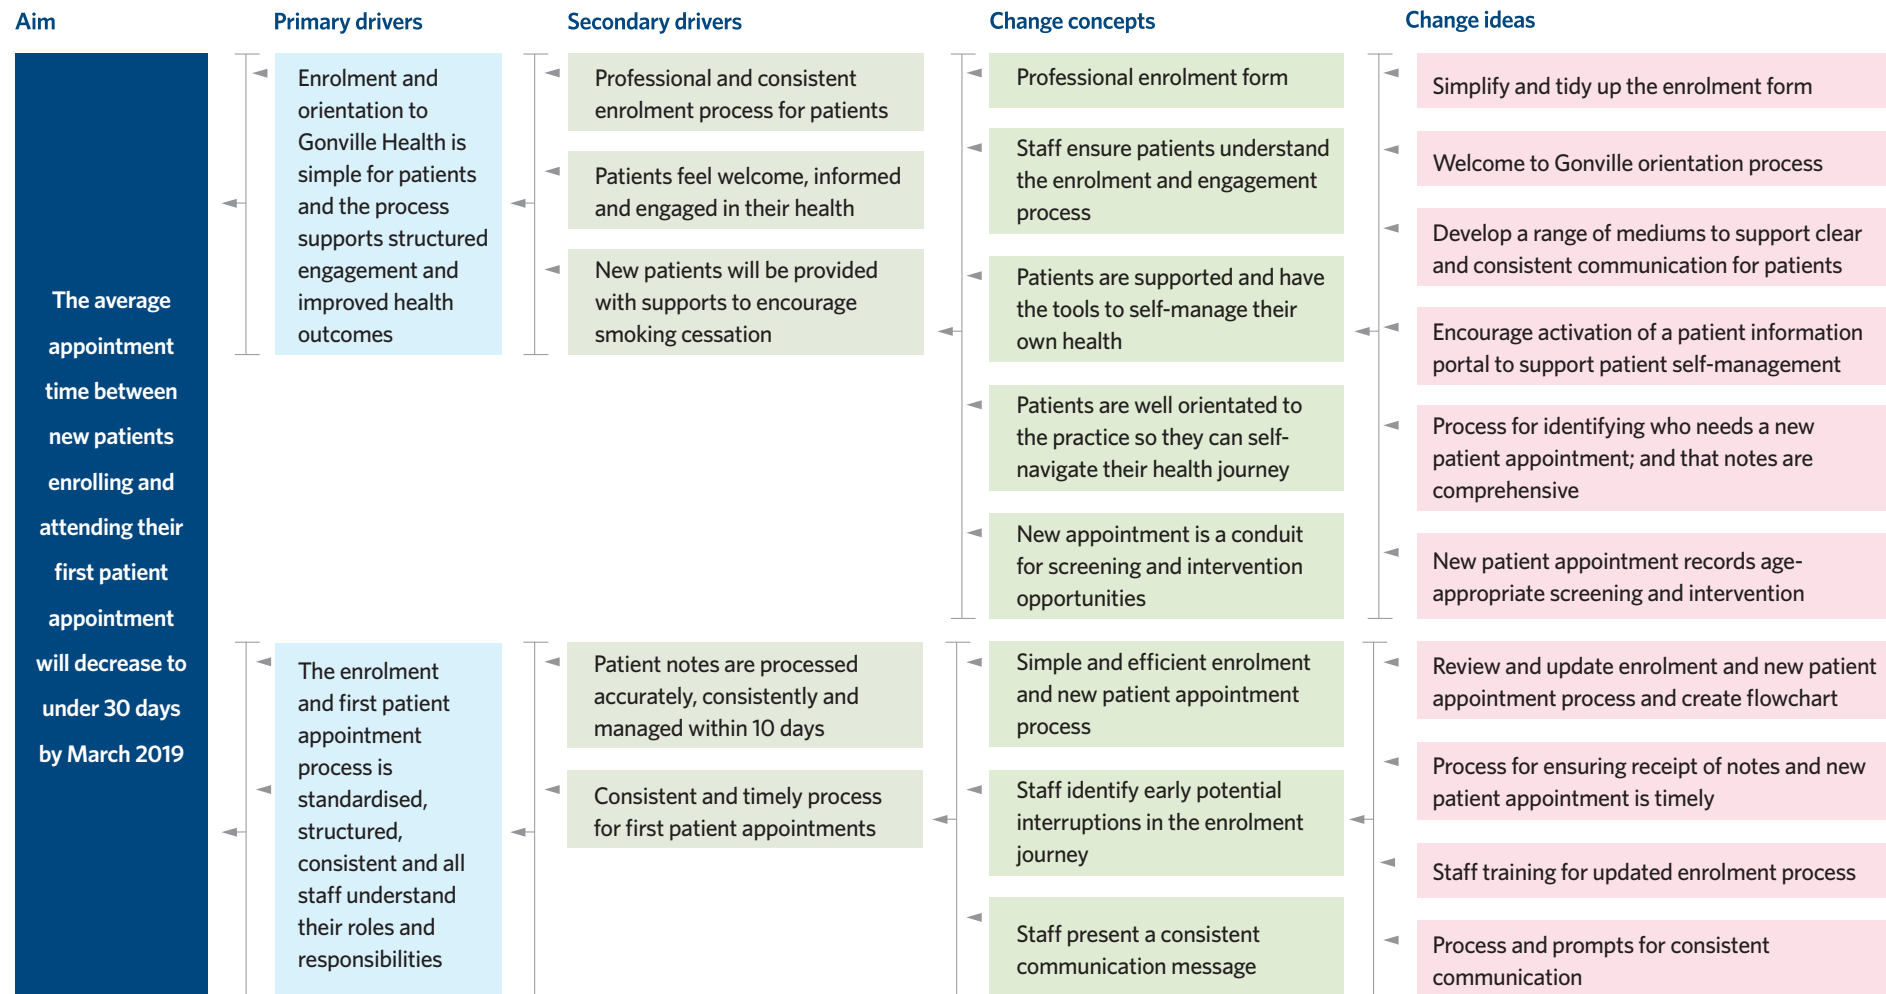 Aim
Primary drivers
Secondary drivers
Change concepts
Change ideas
The average
appointment
time between
new patients
enrolling and
attending their
first patient
appointment
will decrease to
under 30 days
by March 2019
Enrolment and
orientation to
Gonville Health is
simple for patients
and the process
supports structured
engagement and
improved health
outcomes
Professional and consistent
enrolment process for patients
Patients feel welcome, informed
and engaged in their health
New patients will be provided
with supports to encourage
smoking cessation
Professional enrolment form
Staff ensure patients understand
the enrolment and engagement
process
Patients are supported and have
the tools to self-manage their
own health
Patients are well orientated to
the practice so they can self-
navigate their health journey
New appointment is a conduit
for screening and intervention
opportunities
Simplify and tidy up the enrolment form
Welcome to Gonville orientation process
Develop a range of mediums to support clear
and consistent communication for patients
Encourage activation of a patient information
portal to support patient self-management
Process for identifying who needs a new
patient appointment; and that notes are
comprehensive
New patient appointment records age-
appropriate screening and intervention
The enrolment
and first patient
appointment
process is
standardised,
structured,
consistent and all
staff understand
their roles and
responsibilities
Patient notes are processed
accurately, consistently and
managed within 10 days
Consistent and timely process
for first patient appointments
Simple and efficient enrolment
and new patient appointment
process
Staff identify early potential
interruptions in the enrolment
journey
Staff present a consistent
communication message
Review and update enrolment and new patient
appointment process and create flowchart
Process for ensuring receipt of notes and new
patient appointment is timely
Staff training for updated enrolment process
Process and prompts for consistent
communication